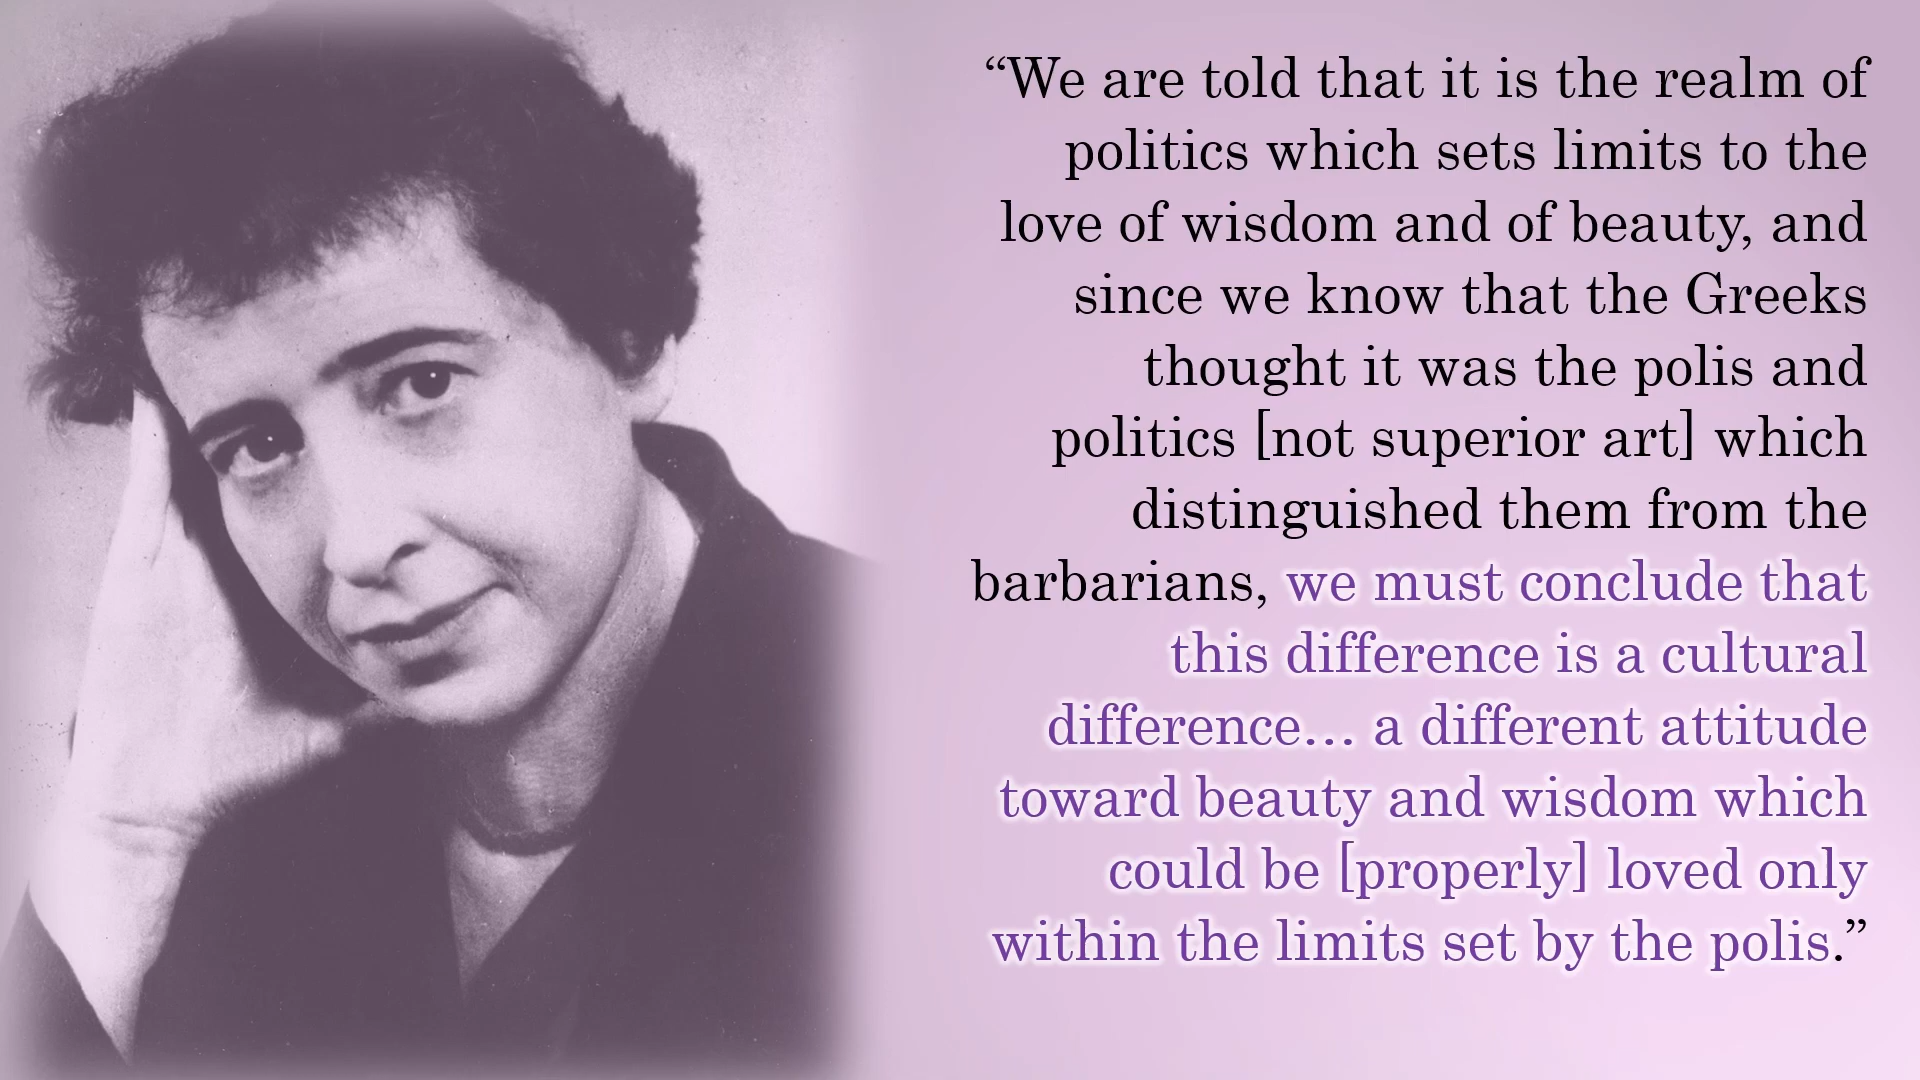 “We are told that it is the realm of
politics which sets limits to the
love of wisdom and of beauty, and
since we know that the Greeks
thought it was the polis and
politics [not superior art] which
distinguished them from the
barbarians, we must conclude that
this difference is a cultural
difference… a different attitude
toward beauty and wisdom which
could be [properly] loved only
within the limits set by the polis.”